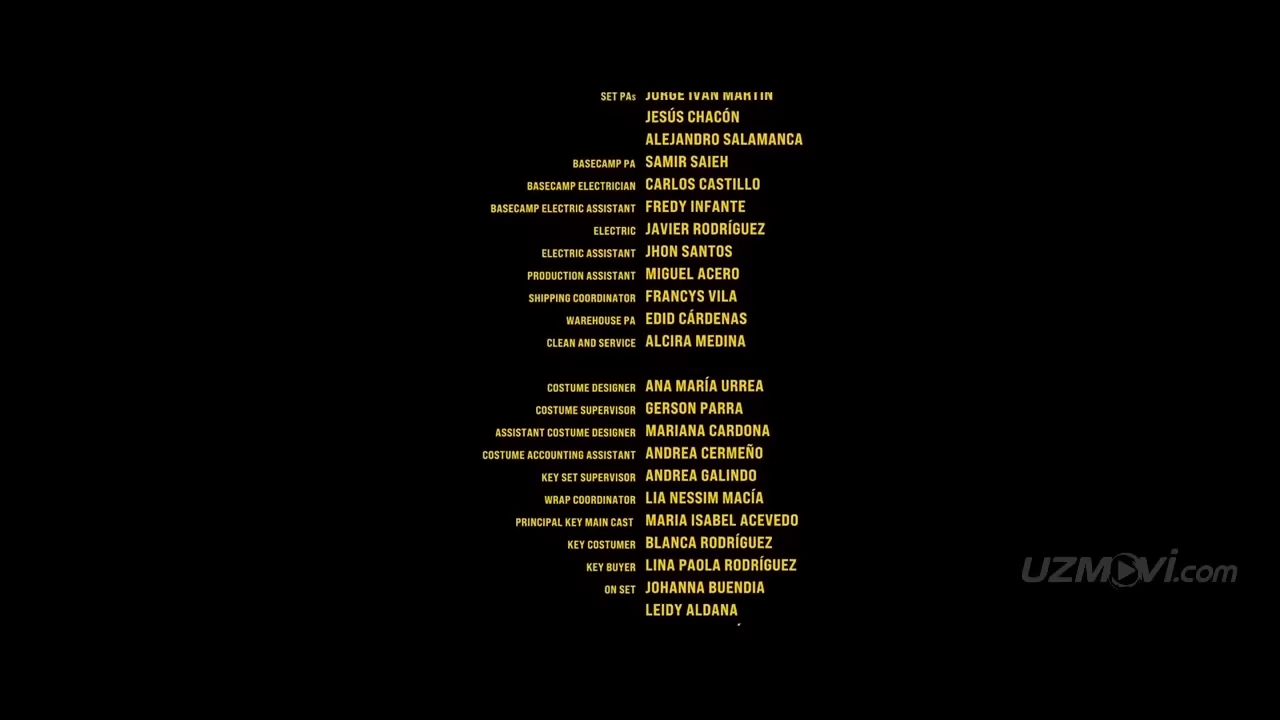 SET PAs JORGE IVAN MARTIN
JESÚS CHACÓN
ALEJANDRO SALAMANCA
BASECAMP PA SAMIR SAIEH
BASECAMP ELECTRICIAN CARLOS CASTILLO
BASECAMP ELECTRIC ASSISTANT FREDY INFANTE
ELECTRIC JAVIER RODRÍGUEZ
ELECTRIC ASSISTANT JHON SANTOS
PRODUCTION ASSISTANT MIGUEL ACERO
SHIPPING COORDINATOR FRANCYS VILA
WAREHOUSE PA EDID CÁRDENAS
CLEAN AND SERVICE ALCIRA MEDINA
COSTUME DESIGNER ANA MARÍA URREA
COSTUME SUPERVISOR GERSON PARRA
ASSISTANT COSTUME DESIGNER MARIANA CARDONA
COSTUME ACCOUNTING ASSISTANT ANDREA CERMEÑO
KEY SET SUPERVISOR ANDREA GALINDO
WRAP COORDINATOR LIA NESSIM MACÍA
PRINCIPAL KEY MAIN CAST MARIA ISABEL ACEVEDO
KEY COSTUMER BLANCA RODRÍGUEZ
KEY BUYER LINA PAOLA RODRÍGUEZ
ON SET JOHANNA BUENDIA
LEIDY ALDANA
UZMOVi.com